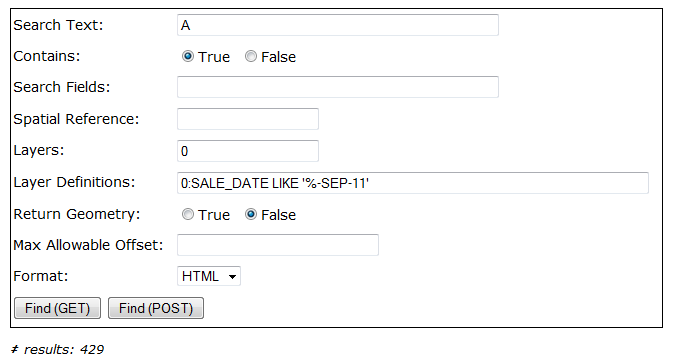 Search Text: A
Contains: True False
Search Fields:
Spatial Reference:
Layers: 0
Layer Definitions: 0:SALE_DATE LIKE '%-SEP-11'
Return Geometry: True False
Max Allowable Offset:
Format: HTML
Find (GET) Find (POST)
# results: 429